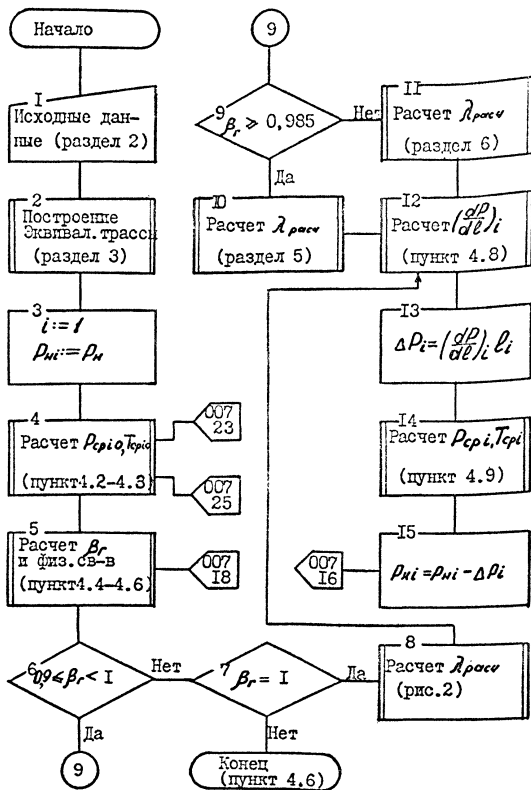 Начало
I
Исходные дан-
ные (раздел 2)
2
Построение
Эквивал.трассы
(раздел 3)
3
i:=1
Pнi:=Pн
4
Расчет Pсрiо,Tсрiо
(пункт4.2-4.3)
007
23
007
25
5
Расчет βг
и физ.св-в
(пункт4.4-4.6)
007
I8
6
0,9≤βг<I
Нет
Да
9
7
βг=I
Да
Нет
Конец
(пункт 4.6)
8
Расчет λрасч
(рис.2)
9
9
βг⩾0,985
Нет
Да
I0
Расчет λрасч
(раздел 5)
II
Расчет λрасч
(раздел 6)
I2
Расчет(dP/dl)i
(пункт 4.8)
I3
ΔPi=(dP/dl)i li
I4
Расчет Pсрi,Tсрi
(пункт 4.9)
I5
Pкi=Pнi-ΔPi
007
I6